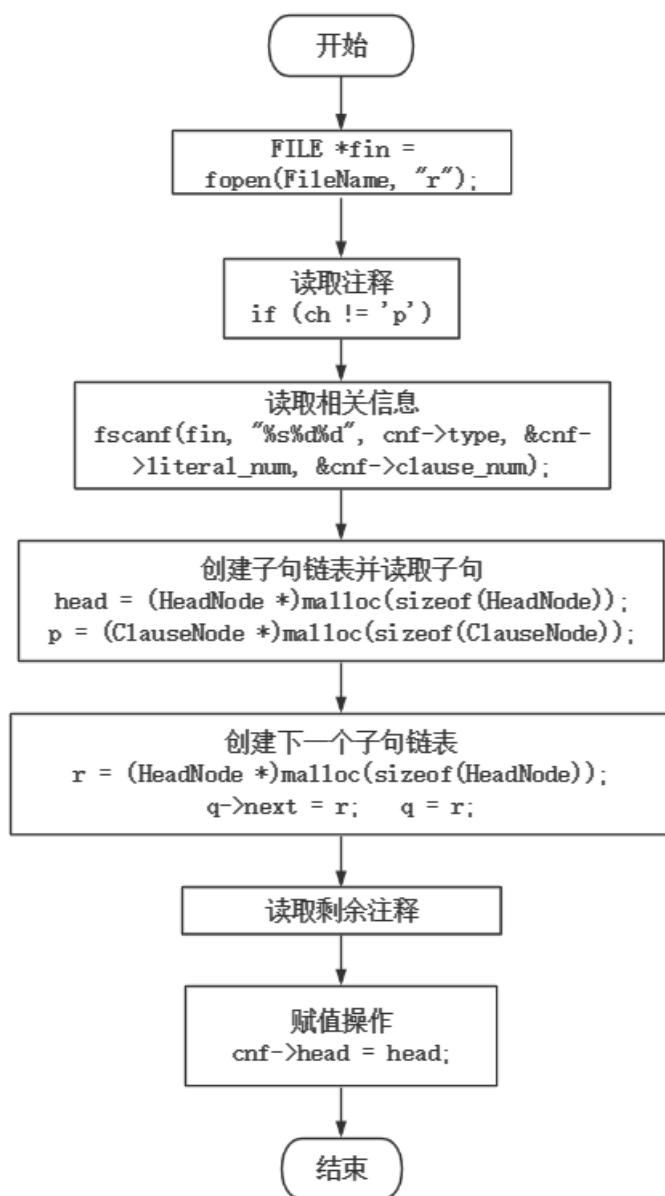 开始
FILE *fin =
fopen(FileName, "r");
读取注释
if (ch != 'p')
读取相关信息
fscanf(fin, "%s%d%d", cnf->type, &cnf-
>literal_num, &cnf->clause_num);
创建子句链表并读取子句
head = (HeadNode *)malloc(sizeof(HeadNode));
p = (ClauseNode *)malloc(sizeof(ClauseNode));
创建下一个子句链表
r = (HeadNode *)malloc(sizeof(HeadNode));
q->next = r; q = r;
读取剩余注释
赋值操作
cnf->head = head;
结束